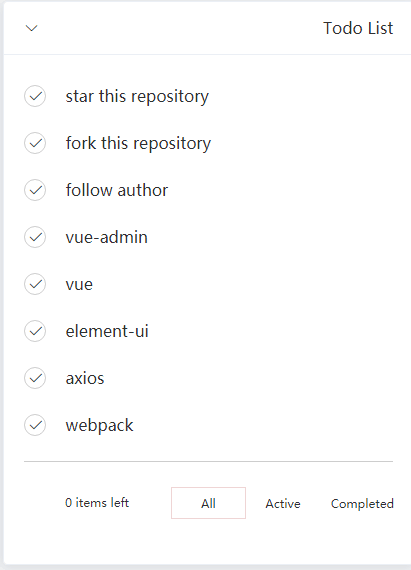 Todo List
star this repository
fork this repository
follow author
vue-admin
vue
element-ui
axios
webpack
0 items left All Active Completed